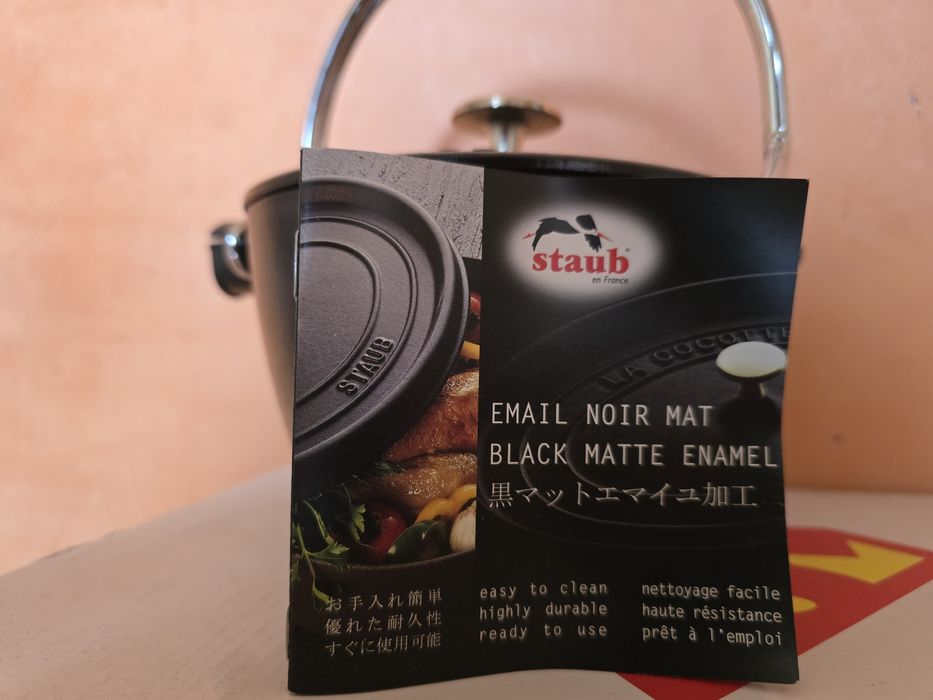 staub
en France
STAUB
LA COCOTTE
EMAIL NOIR MAT
BLACK MATTE ENAMEL
黒マットエマイユ加工
お手入れ簡単
優れた耐久性
すぐに使用可能
easy to clean
highly durable
ready to use
nettoyage facile
haute résistance
prêt à l'emploi